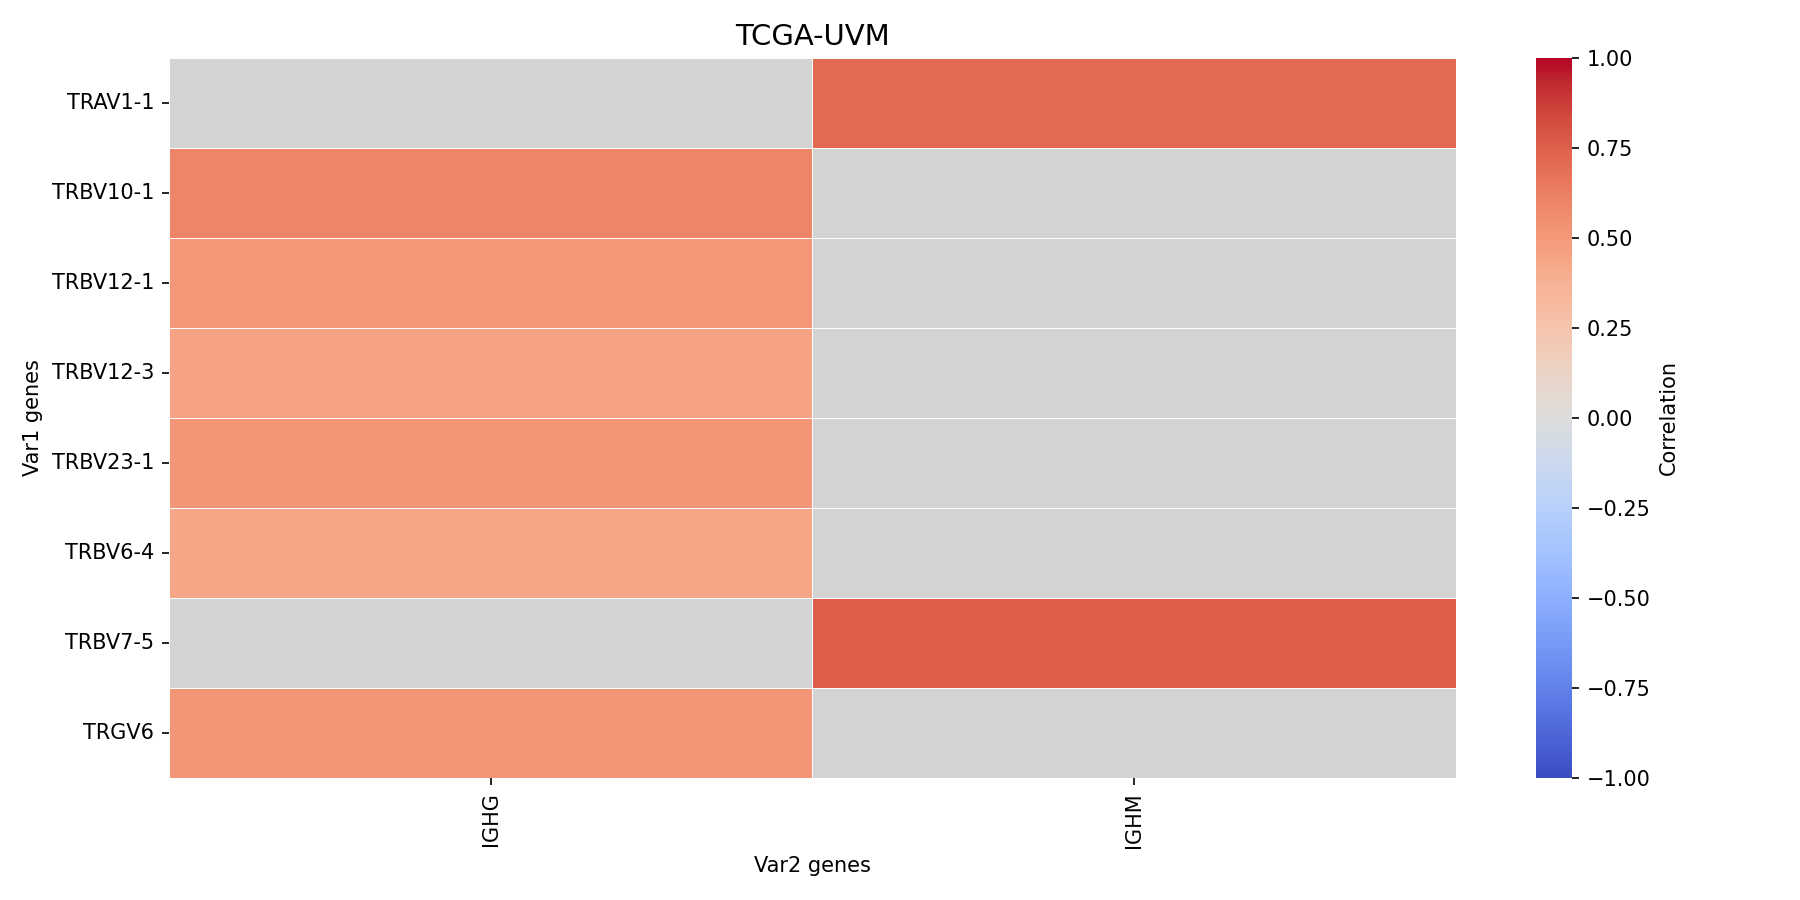 TCGA-UVM
Var1 genes
TRAV1-1
TRBV10-1
TRBV12-1
TRBV12-3
TRBV23-1
TRBV6-4
TRBV7-5
TRGV6
IGHG
IGHM
Var2 genes
1.00
0.75
0.50
0.25
0.00
−0.25
−0.50
−0.75
−1.00
Correlation